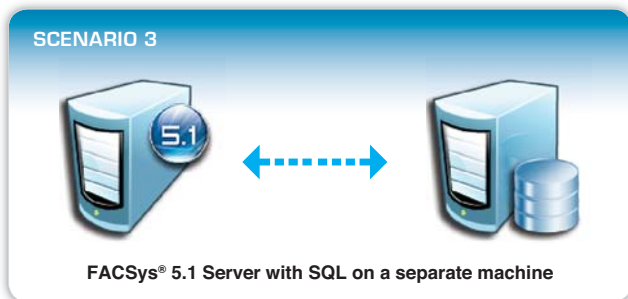 SCENARIO 3
5.1
FACSys® 5.1 Server with SQL on a separate machine